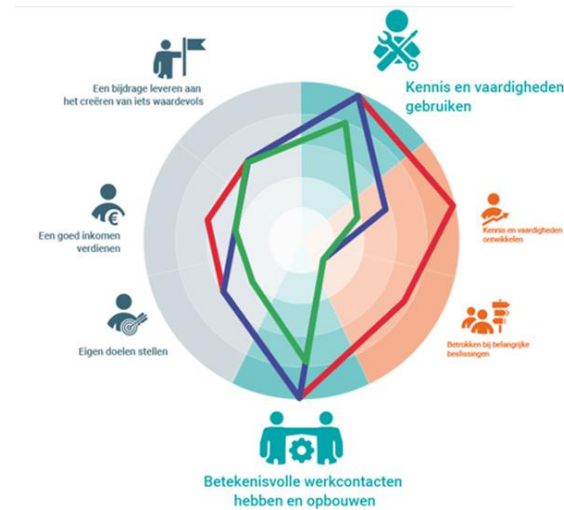 Een bijdrage leveren aan
het creëren van iets waardevols
Kennis en vaardigheden
gebruiken
Een goed inkomen
verdienen
€
Kennis en vaardigheden
ontwikkelen
Eigen doelen stellen
Betrokken bij belangrijke
beslissingen
Betekenisvolle werkcontacten
hebben en opbouwen